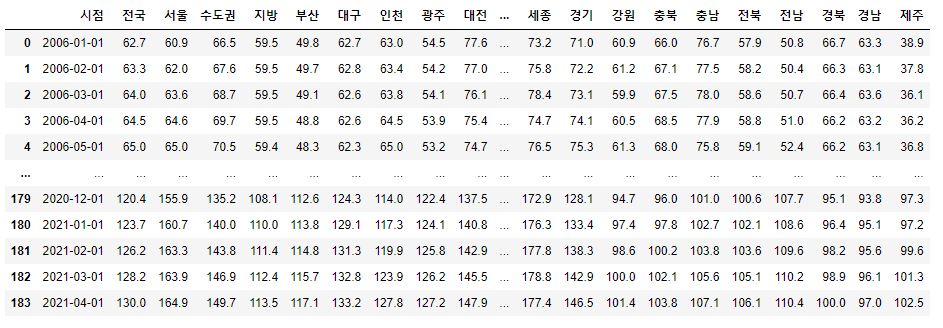 시점 전국 서울 수도권 지방 부산 대구 인천 광주 대전 ... 세종 경기 강원 충북 충남 전북 전남 경북 경남 제주
0 2006-01-01 62.7 60.9 66.5 59.5 49.8 62.7 63.0 54.5 77.6 ... 73.2 71.0 60.9 66.0 76.7 57.9 50.8 66.7 63.3 38.9
1 2006-02-01 63.3 62.0 67.6 59.5 49.7 62.8 63.4 54.2 77.0 ... 75.8 72.2 61.2 67.1 77.5 58.2 50.4 66.3 63.1 37.8
2 2006-03-01 64.0 63.6 68.7 59.5 49.1 62.6 63.8 54.1 76.1 ... 78.4 73.1 59.9 67.5 78.0 58.6 50.7 66.4 63.6 36.1
3 2006-04-01 64.5 64.6 69.7 59.5 48.8 62.6 64.5 53.9 75.4 ... 74.7 74.1 60.5 68.5 77.9 58.8 51.0 66.2 63.2 36.2
4 2006-05-01 65.0 65.0 70.5 59.4 48.3 62.3 65.0 53.2 74.7 ... 76.5 75.3 61.3 68.0 75.8 59.1 52.4 66.2 63.1 36.8
... ... ... ... ... ... ... ... ... ... ... ... ... ... ... ... ... ... ... ... ... ...
179 2020-12-01 120.4 155.9 135.2 108.1 112.6 124.3 114.0 122.4 137.5 ... 172.9 128.1 94.7 96.0 101.0 100.6 107.7 95.1 93.8 97.3
180 2021-01-01 123.7 160.7 140.0 110.0 113.8 129.1 117.3 124.1 140.8 ... 176.3 133.4 97.4 97.8 102.7 102.1 108.6 96.4 95.1 97.2
181 2021-02-01 126.2 163.3 143.8 111.4 114.8 131.3 119.9 125.8 142.9 ... 177.8 138.3 98.6 100.2 103.8 103.6 109.6 98.2 95.6 99.6
182 2021-03-01 128.2 163.9 146.9 112.4 115.7 132.8 123.9 126.2 145.5 ... 178.8 142.9 100.0 102.1 105.6 105.1 110.2 98.9 96.1 101.3
183 2021-04-01 130.0 164.9 149.7 113.5 117.1 133.2 127.8 127.2 147.9 ... 177.4 146.5 101.4 103.8 107.1 106.1 110.4 100.0 97.0 102.5